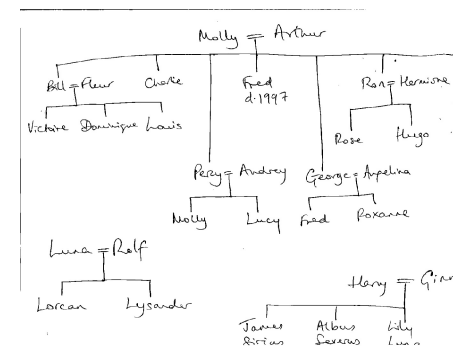 Molly = Arthur
Bill = Fleur Charlie Fred Ron = Hermione
d.1997
Victoire Dominique Louis
Rose Hugo
Percy = Audrey George = Angelina
Molly Lucy Fred Roxanne
Luna = Rolf
Harry =
Lorcan Lysander
James Albus Lily
Sirius Severus Luna